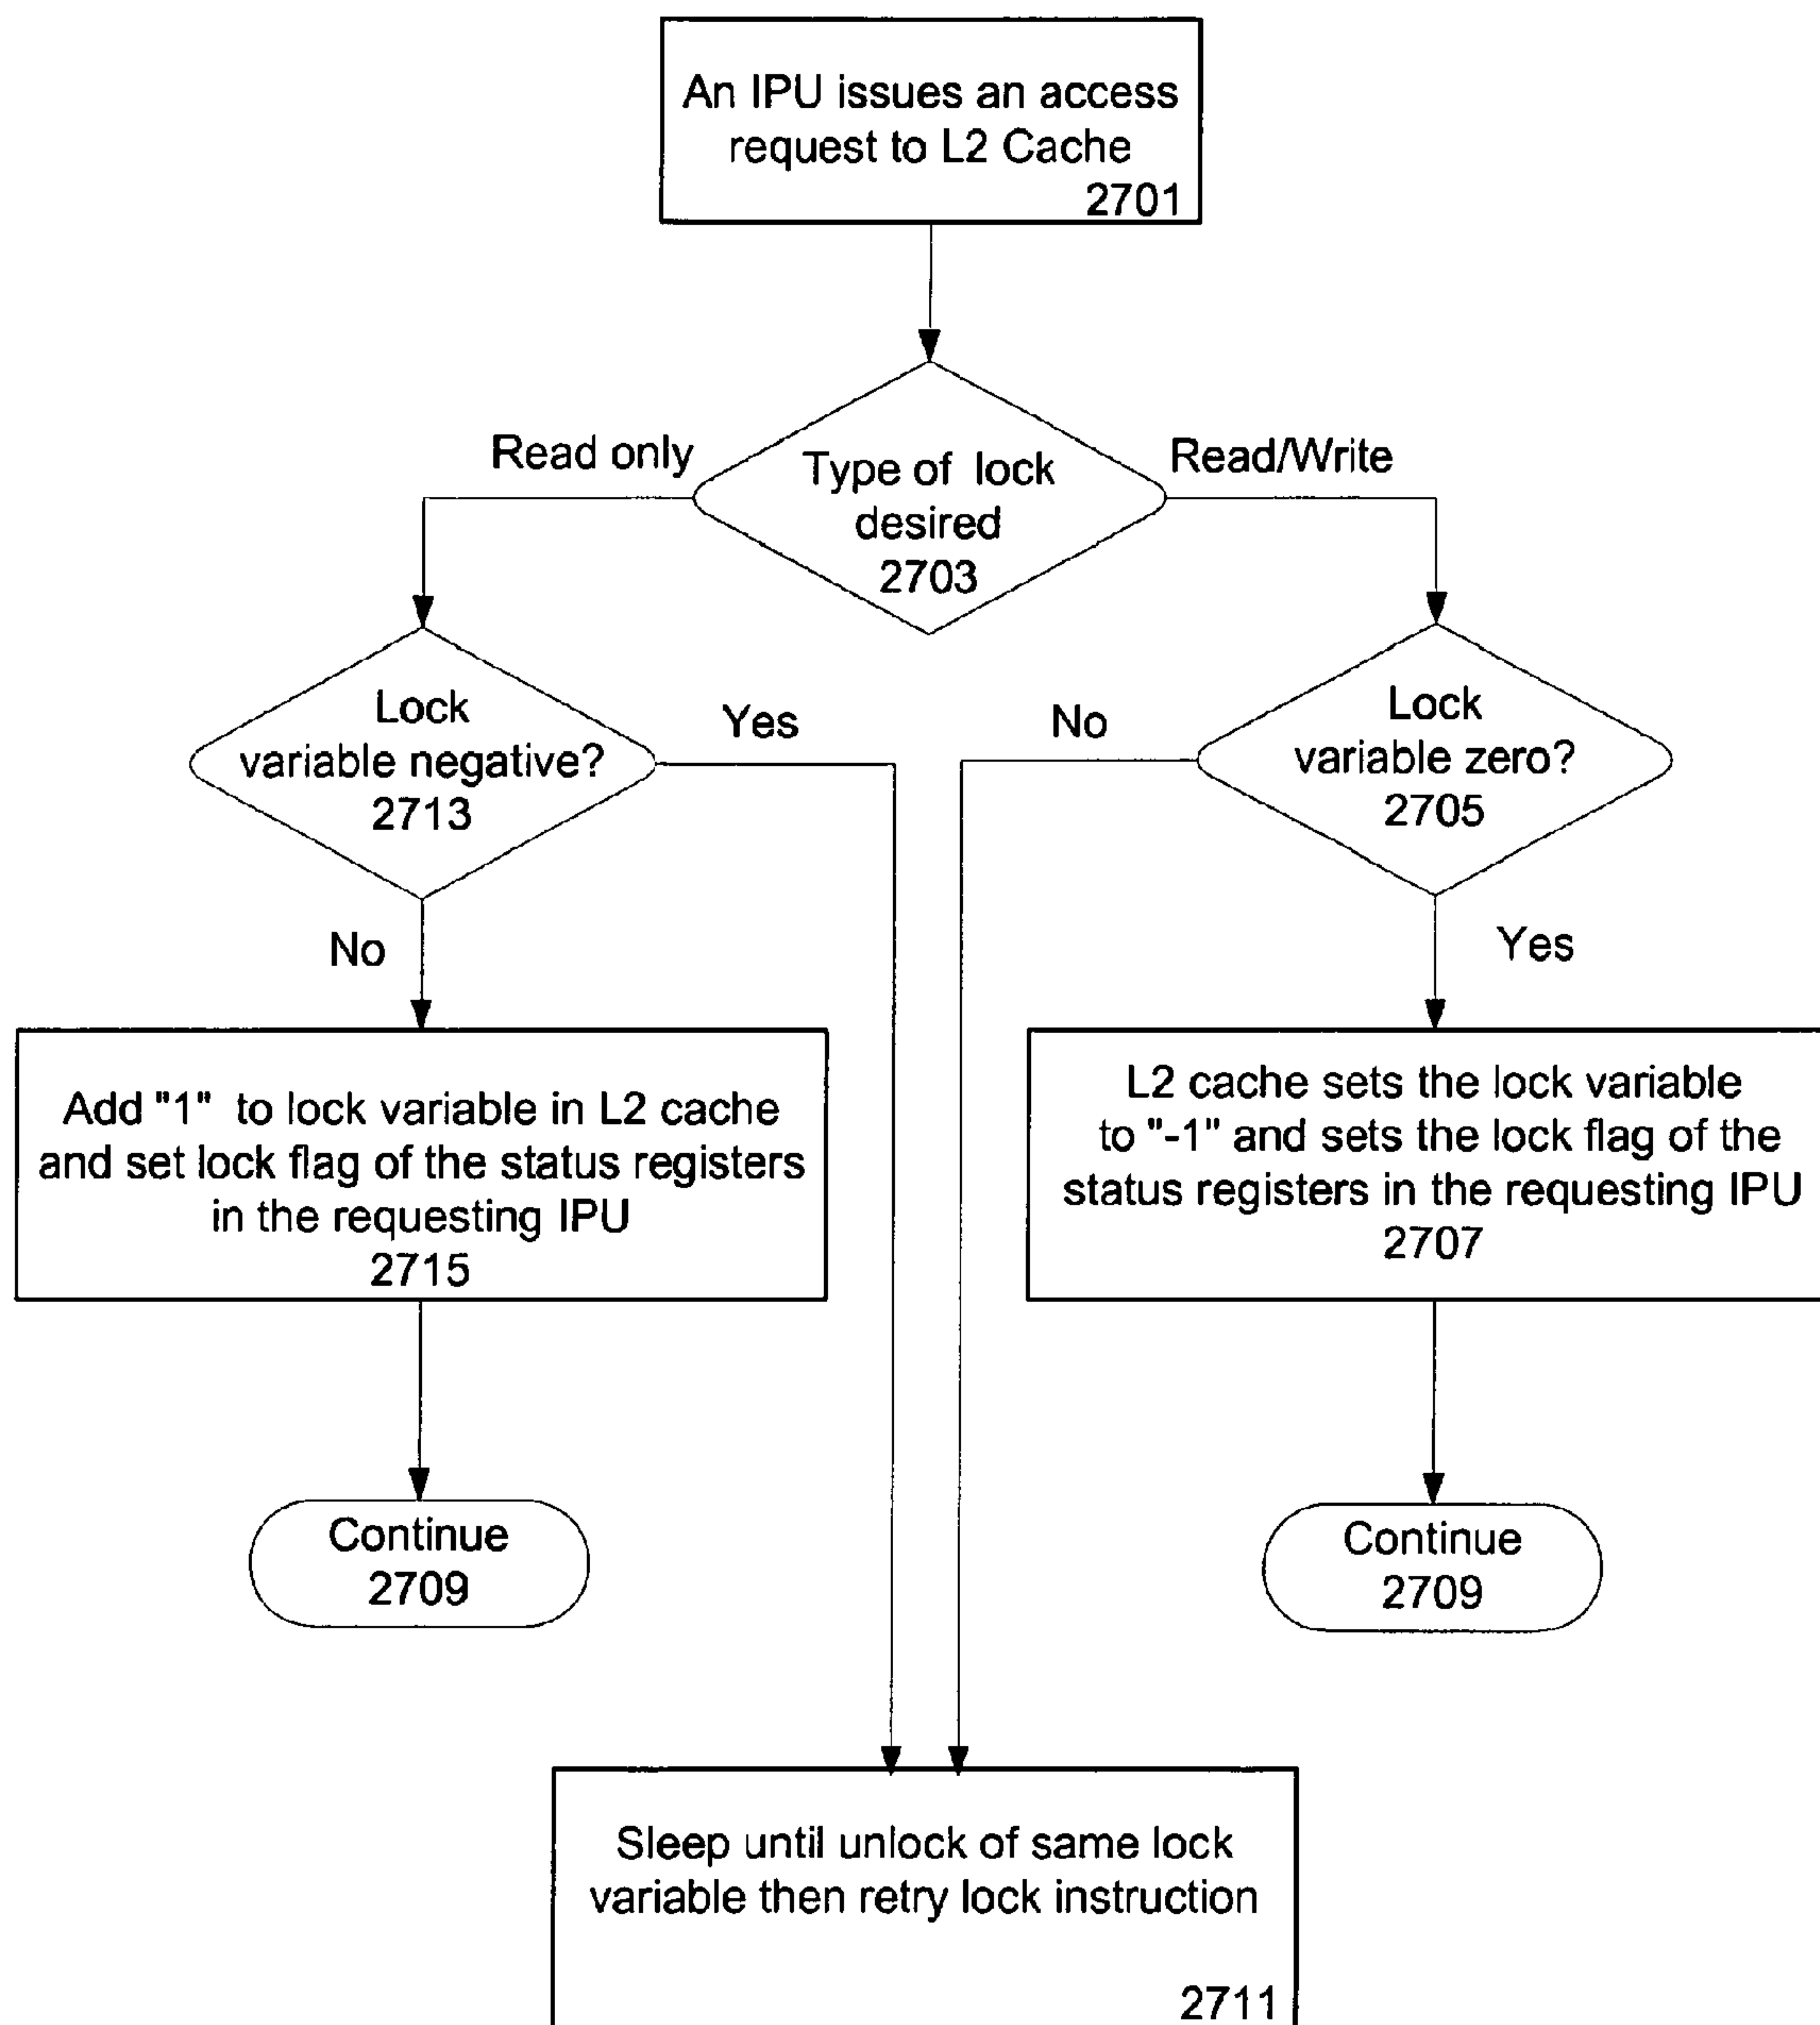 An IPU issues an access
request to L2 Cache
2701
Read only
Type of lock
desired
2703
Read/Write
Lock
variable negative?
2713
Yes
No
Lock
variable zero?
2705
No
Yes
Add "1" to lock variable in L2 cache
and set lock flag of the status registers
in the requesting IPU
2715
L2 cache sets the lock variable
to "-1" and sets the lock flag of the
status registers in the requesting IPU
2707
Continue
2709
Continue
2709
Sleep until unlock of same lock
variable then retry lock instruction
2711